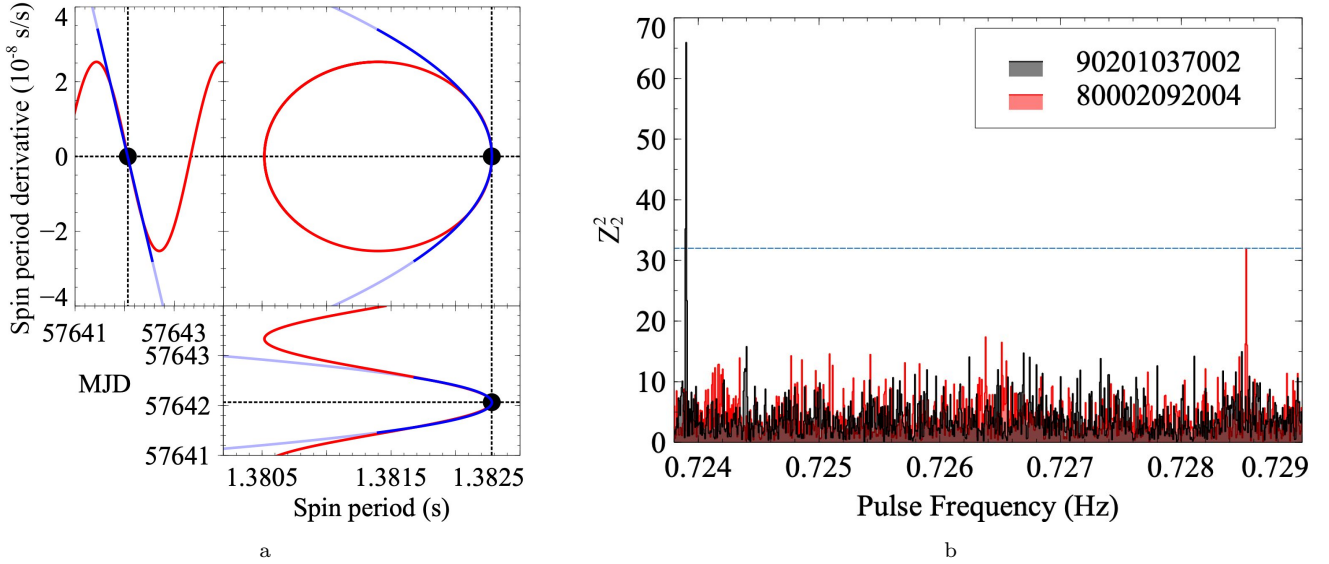 Spin period derivative (10⁻⁸ s/s)
4
2
0
−2
−4
57641 57643
57643
57642
57641
MJD
1.3805 1.3815 1.3825
Spin period (s)
a
Z₂²
70
60
50
40
30
20
10
0
90201037002
80002092004
0.724 0.725 0.726 0.727 0.728 0.729
Pulse Frequency (Hz)
b